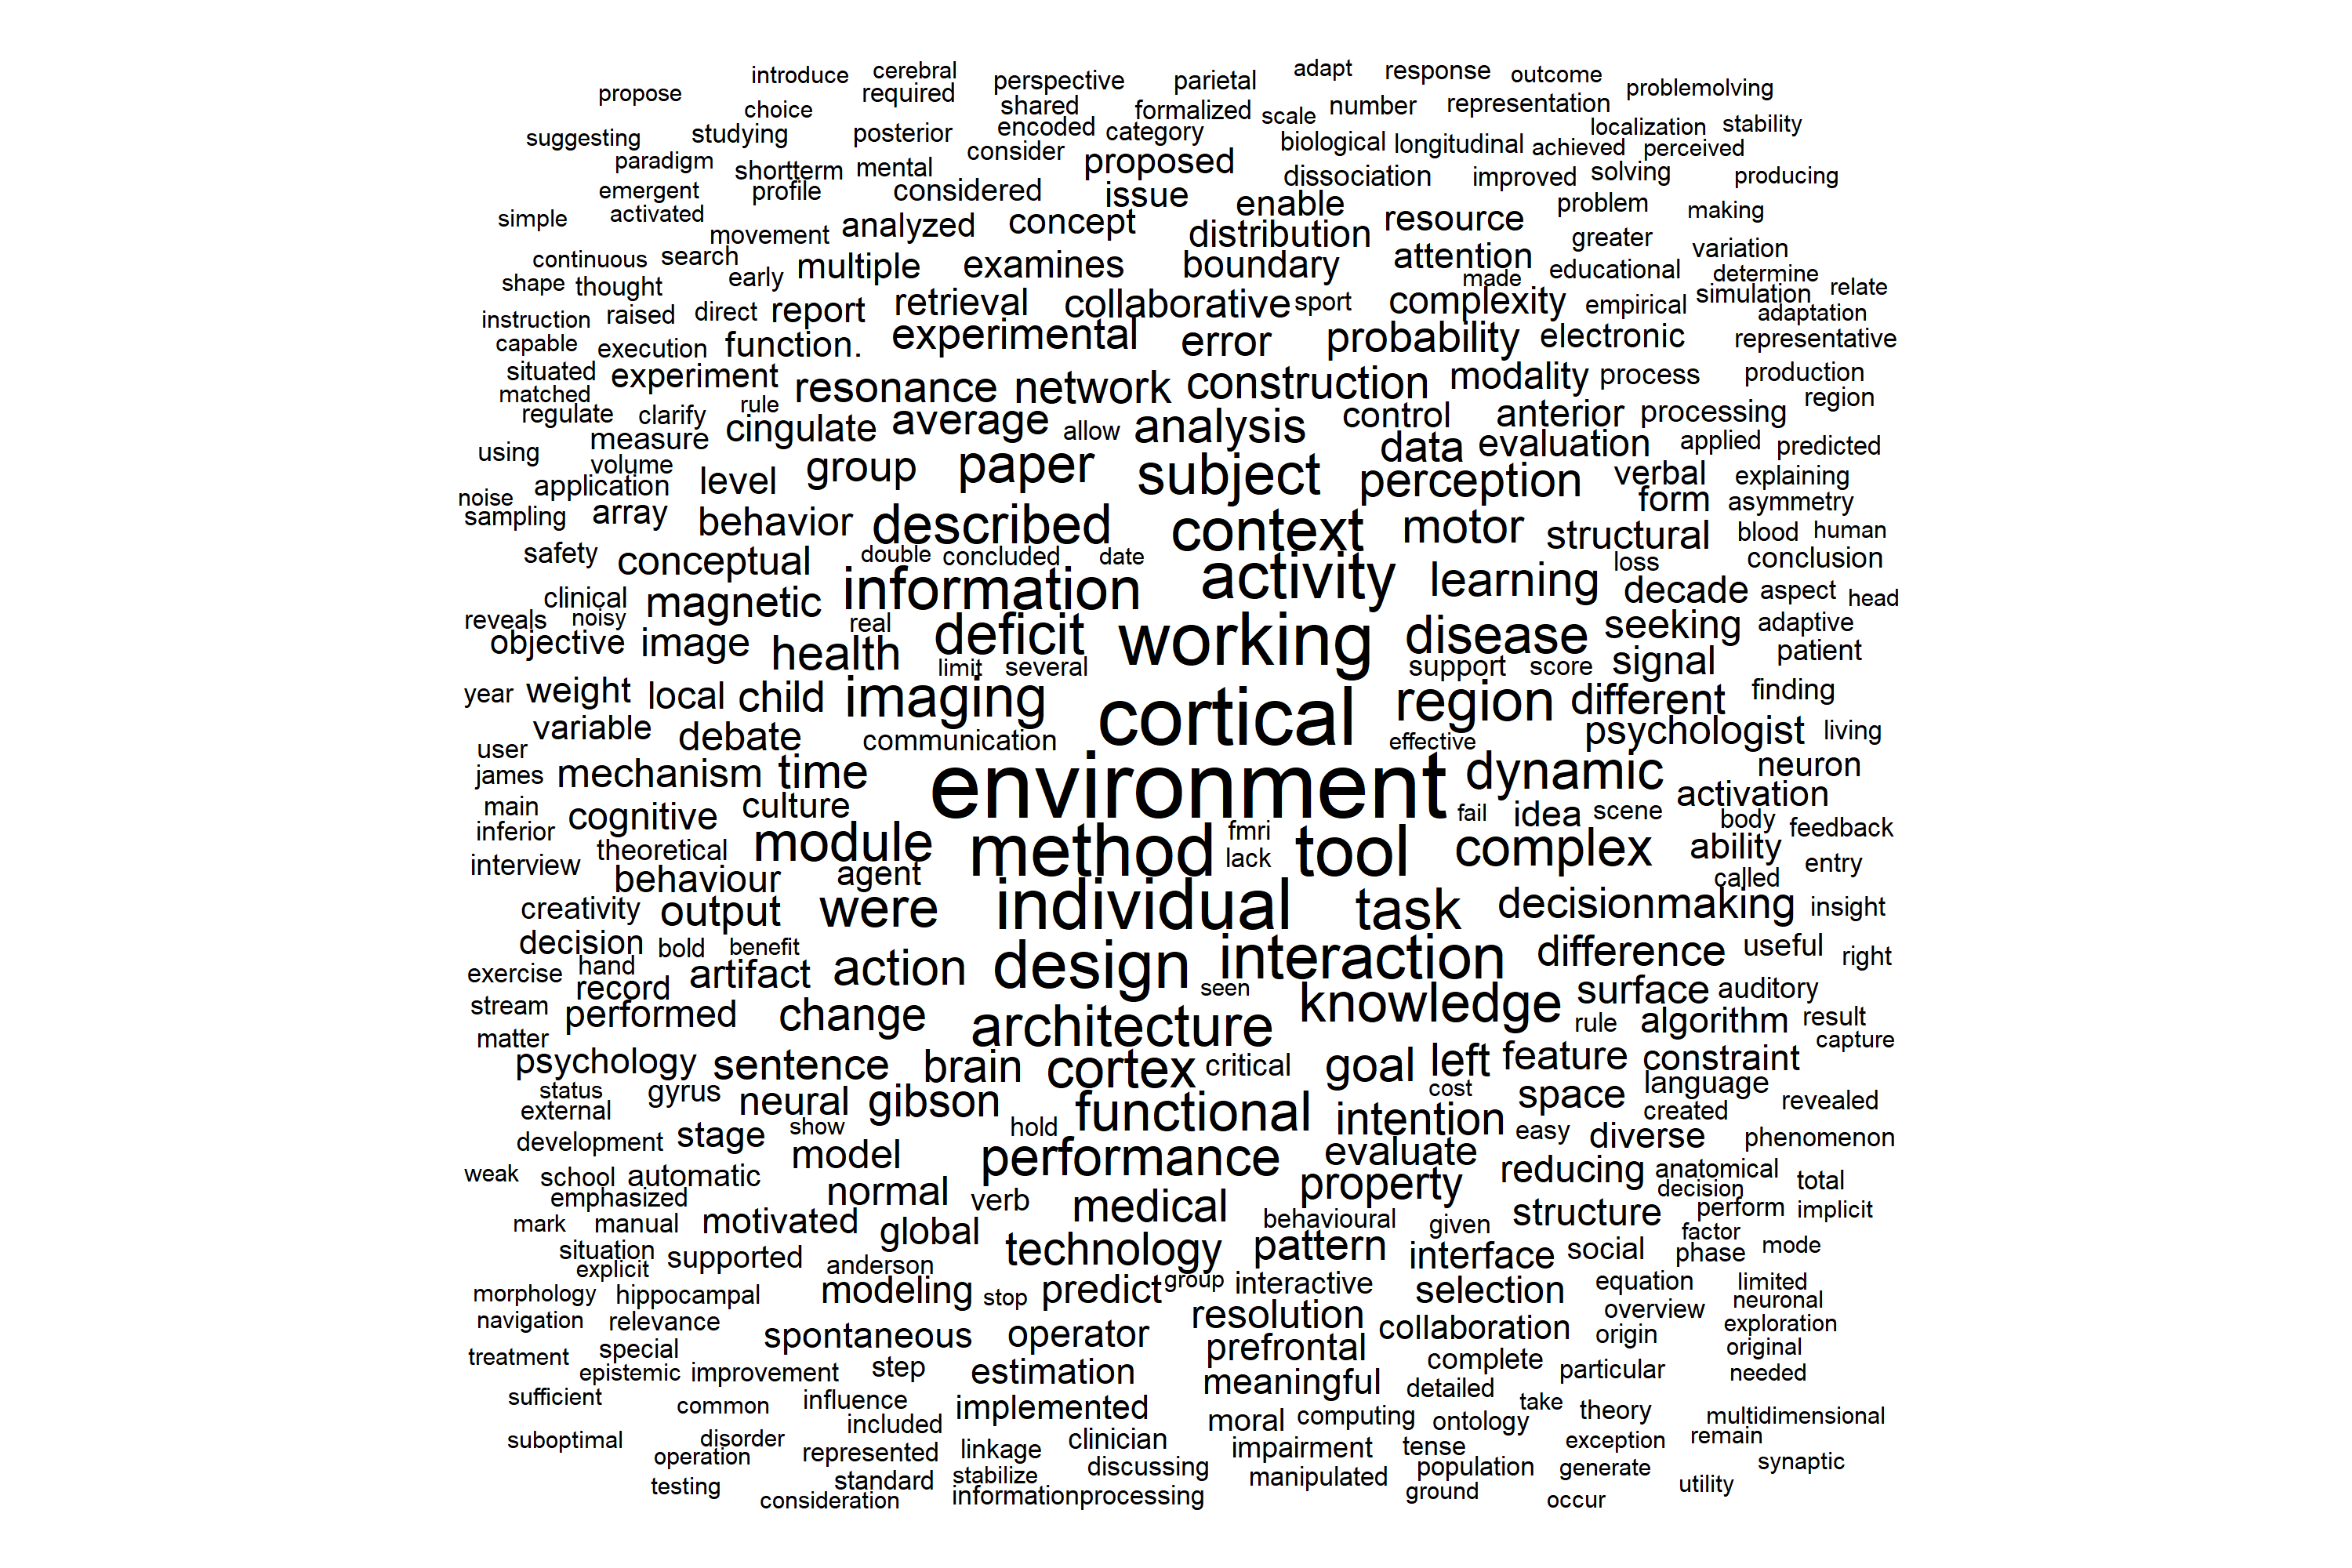 introduce cerebral perspective parietal adapt response outcome
propose choice required shared formalized scale number representation problemolving
suggesting studying posterior encoded category biological longitudinal localization stability
paradigm shortterm mental consider proposed achieved perceived
emergent profile considered issue dissociation improved solving producing
simple activated analyzed concept enable resource problem making
movement distribution greater
continuous search multiple examines boundary attention educational variation
shape thought early made determine
instruction raised direct report retrieval collaborative sport complexity empirical simulation relate
adaptation
capable execution function. experimental error probability electronic representative
situated experiment resonance network construction modality process production
matched
regulate clarify rule cingulate average allow analysis control anterior processing region
using measure data evaluation applied predicted
volume level group paper subject perception verbal explaining
noise application form asymmetry
sampling array behavior described context motor structural blood human
safety conceptual double concluded date loss conclusion
clinical magnetic information activity learning decade aspect head
reveals noisy real
objective image health deficit working disease seeking adaptive
limit several support score signal patient
year weight local child imaging cortical region different finding
variable debate communication effective psychologist living
user
james mechanism time environment dynamic neuron
main cognitive culture fail idea scene activation
inferior theoretical module method fmri tool complex body feedback
interview behaviour agent lack ability entry
called
creativity output were individual task decisionmaking insight
decision bold benefit design interaction difference useful right
exercise hand artifact action
stream record seen knowledge surface auditory
matter performed change architecture rule algorithm result
capture
psychology sentence brain cortex critical goal left feature constraint
status gyrus neural gibson cost space language
external functional intention created revealed
development stage show hold easy diverse phenomenon
weak school automatic model performance evaluate reducing anatomical total
emphasized normal verb medical property decision
mark manual motivated global behavioural given structure perform implicit
situation supported technology pattern interface social factor mode
explicit anderson phase
morphology hippocampal modeling stop predict group interactive selection equation limited
navigation relevance resolution overview neuronal
spontaneous operator collaboration origin exploration
treatment special prefrontal original
epistemic improvement step estimation meaningful complete particular needed
sufficient common influence implemented detailed take theory
included moral computing ontology multidimensional
suboptimal disorder represented linkage clinician impairment tense exception remain
operation standard stabilize discussing manipulated population generate synaptic
testing consideration informationprocessing ground occur utility